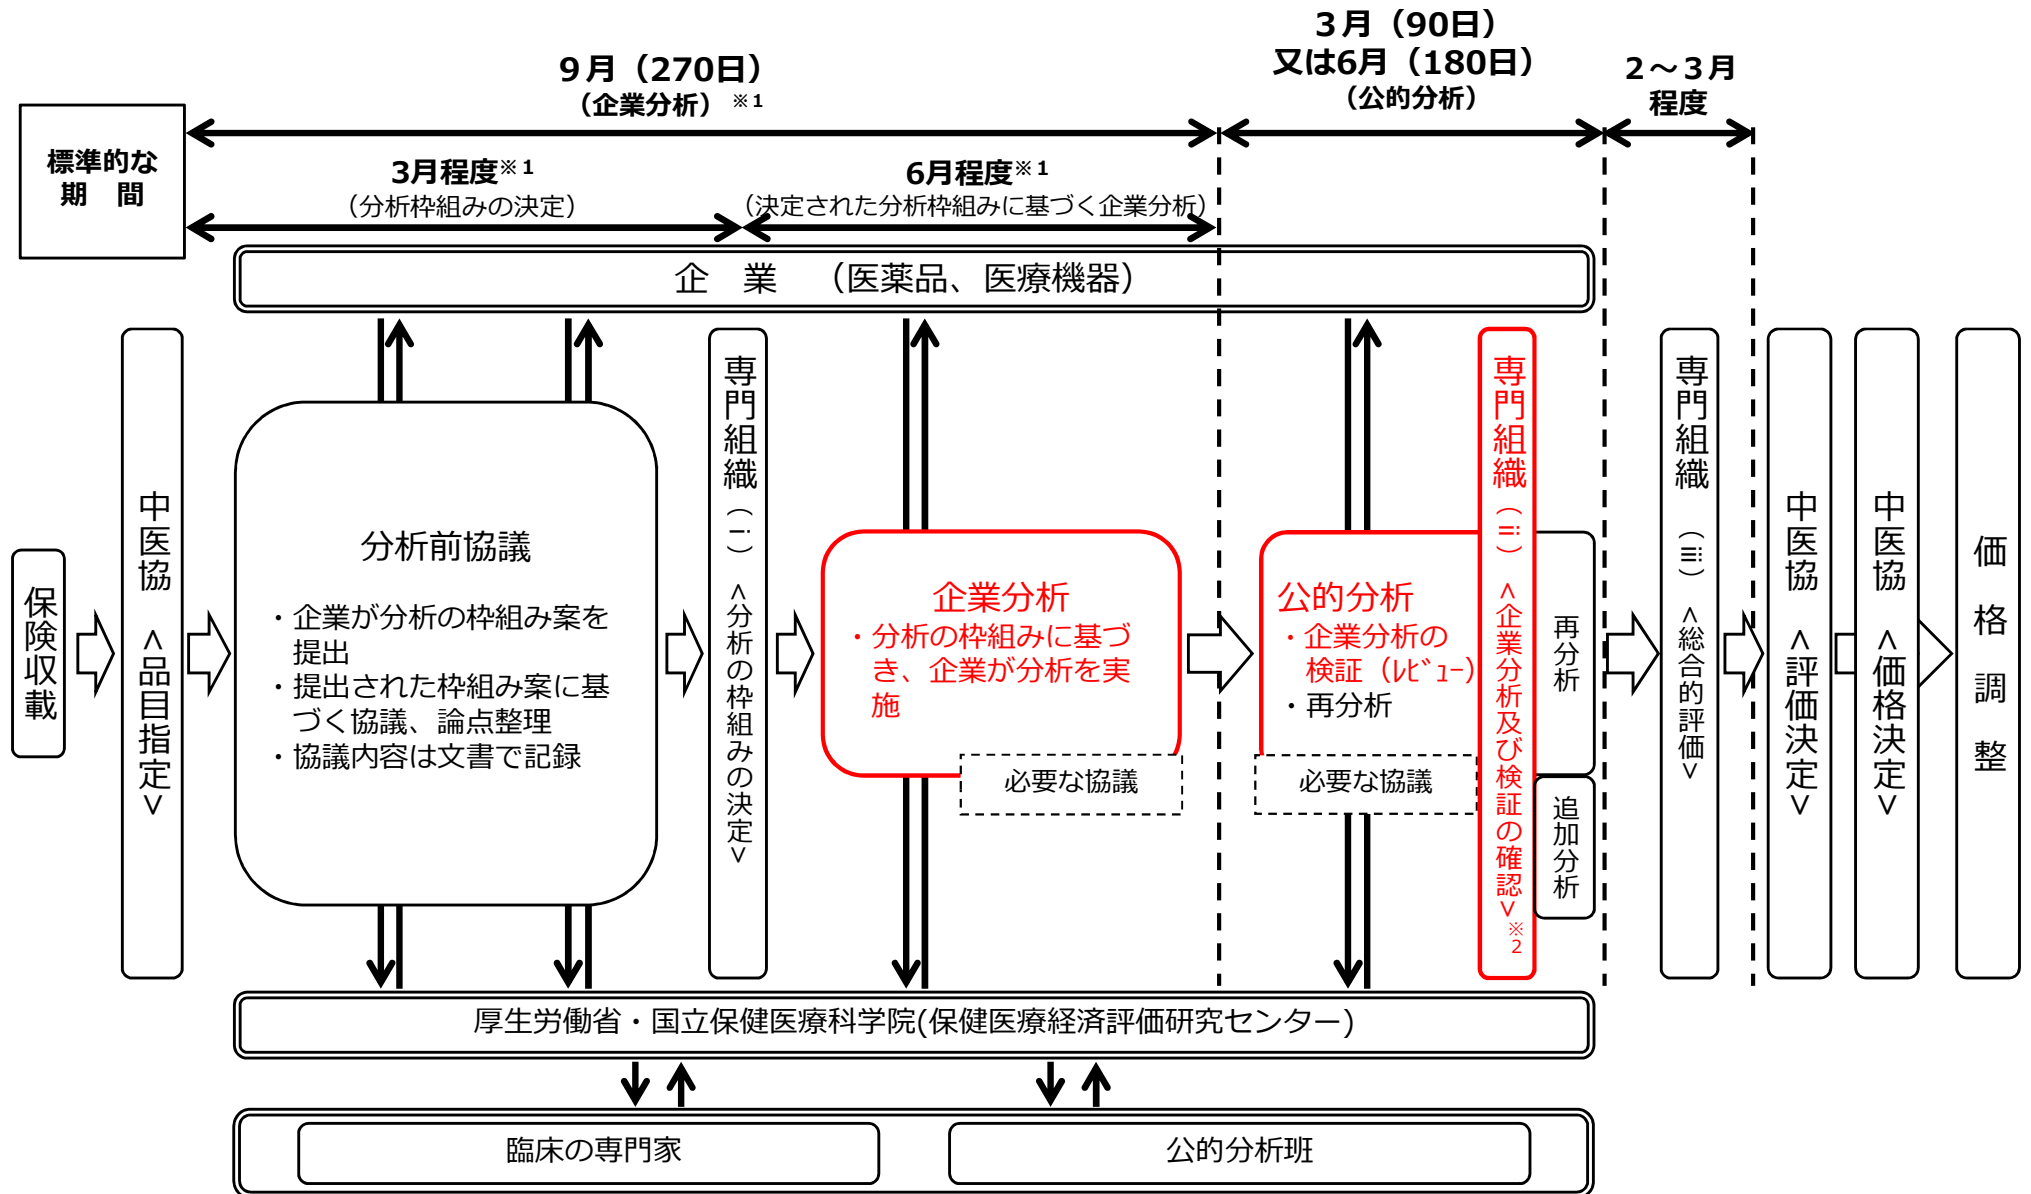 9月（270日）
（企業分析）※1
3月（90日）
又は6月（180日）
（公的分析）
2～3月
程度
標準的な
期　間
3月程度※1
（分析枠組みの決定）
6月程度※1
（決定された分析枠組みに基づく企業分析）
企　業　（医薬品、医療機器）
保険収載
中医協　<品目指定>
分析前協議
・企業が分析の枠組み案を
提出
・提出された枠組み案に基
づく協議、論点整理
・協議内容は文書で記録
専門組織（ⅰ）<分析の枠組みの決定>
企業分析
・分析の枠組みに基づ
き、企業が分析を実
施
必要な協議
公的分析
・企業分析の
検証（ﾚﾋﾞｭｰ）
・再分析
必要な協議
専門組織（ⅱ）<企業分析及び検証の確認>※2
再分析
追加分析
専門組織（ⅲ）<総合的評価>
中医協　<評価決定>
中医協　<価格決定>
価格調整
厚生労働省・国立保健医療科学院(保健医療経済評価研究センター)
臨床の専門家
公的分析班